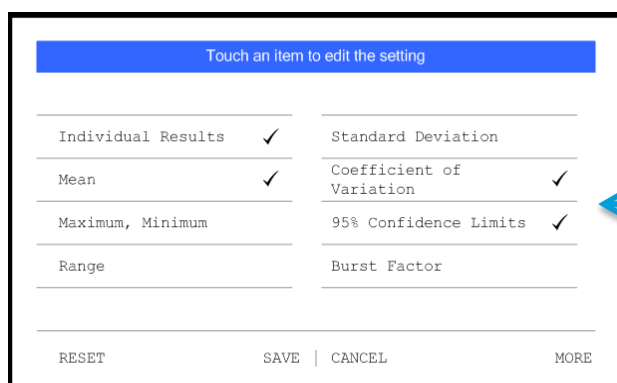 Touch an item to edit the setting
Individual Results ✓
Standard Deviation
Mean ✓
Coefficient of
Variation ✓
Maximum, Minimum
95% Confidence Limits ✓
Range
Burst Factor
RESET SAVE | CANCEL MORE